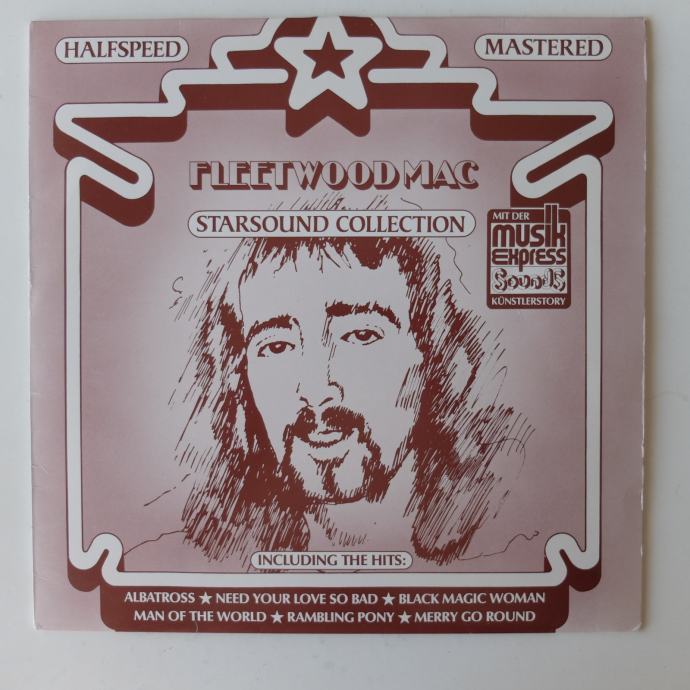 HALFSPEED
MASTERED
FLEETWOOD MAC
STARSOUND COLLECTION
MIT DER
musik
express
Sounds
KÜNSTLERSTORY
INCLUDING THE HITS:
ALBATROSS ★ NEED YOUR LOVE SO BAD ★ BLACK MAGIC WOMAN
MAN OF THE WORLD ★ RAMBLING PONY ★ MERRY GO ROUND